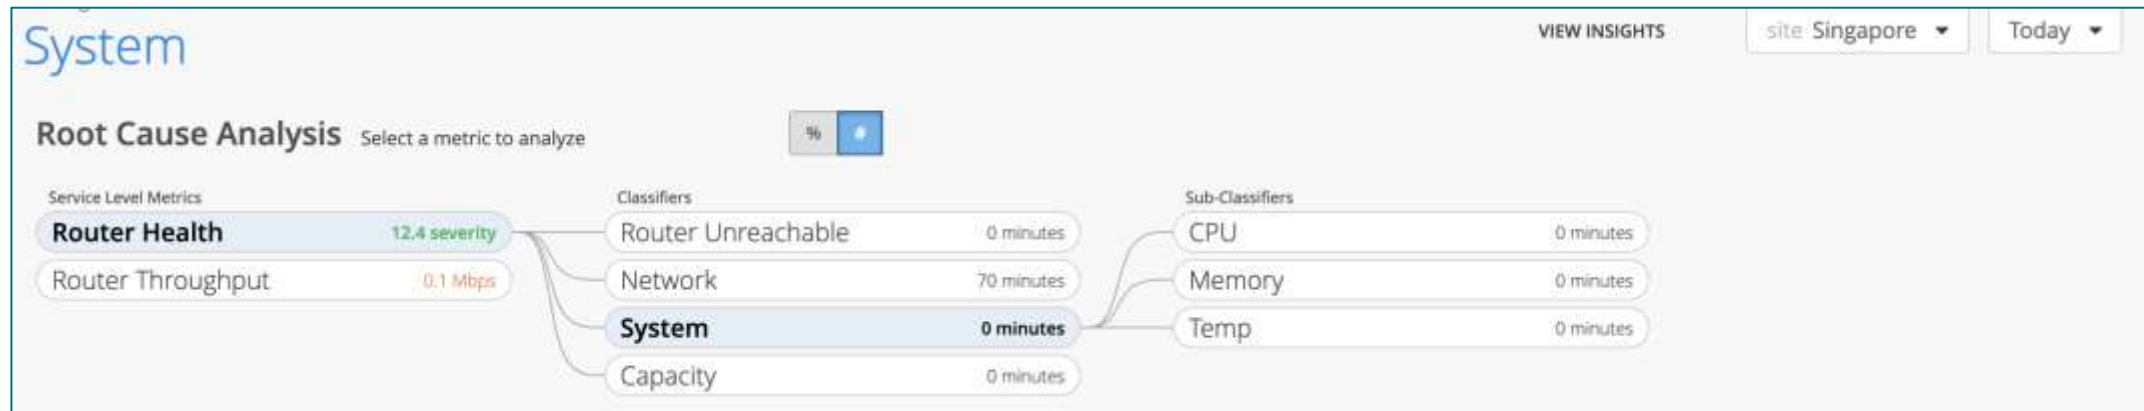 System
VIEW INSIGHTS
site Singapore
Today
Root Cause Analysis Select a metric to analyze
% #
Service Level Metrics
Classifiers
Sub-Classifiers
Router Health 12.4 severity
Router Unreachable 0 minutes
CPU 0 minutes
Router Throughput 0.1 Mbps
Network 70 minutes
Memory 0 minutes
System 0 minutes
Temp 0 minutes
Capacity 0 minutes